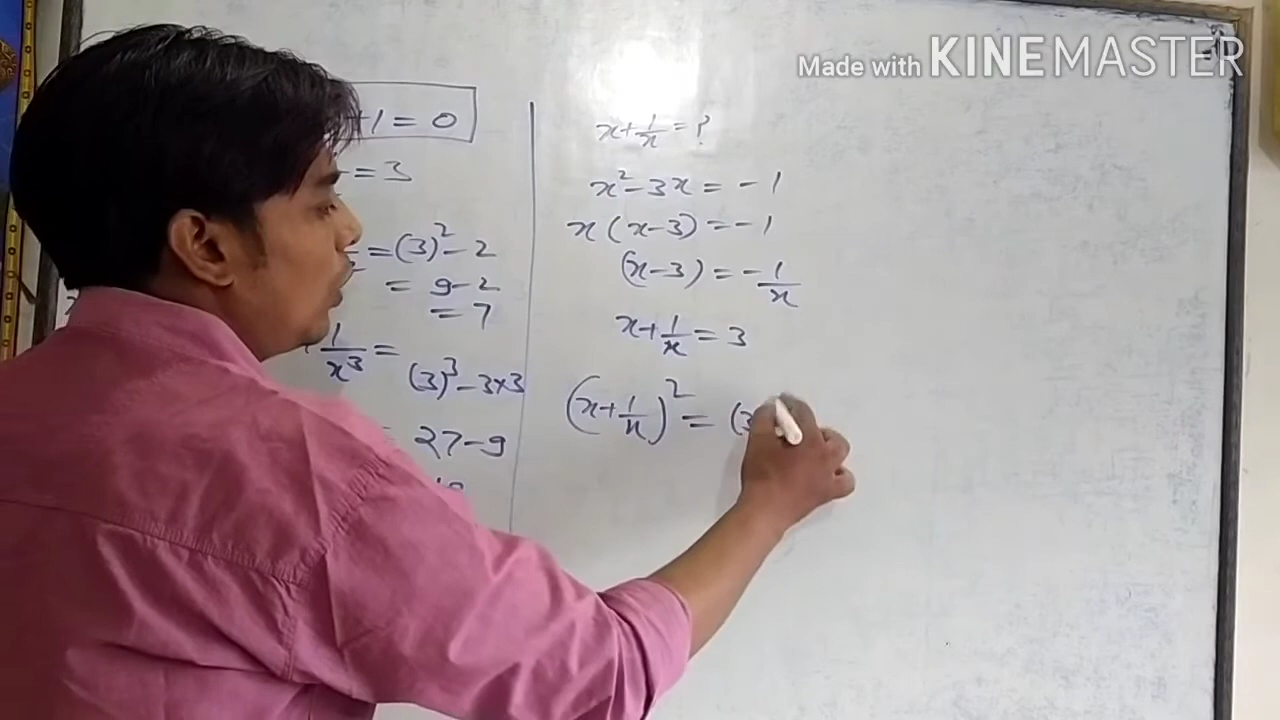 Made with KINEMASTER
+1 = 0
= 3
= (3)² - 2
= 9 - 2
= 7
1/x³ =
(3)³ - 3×3
= 27 - 9
x + 1/x = ?
x² - 3x = -1
x (x - 3) = -1
(x - 3) = -1/x
x + 1/x = 3
(x + 1/x)² = (3